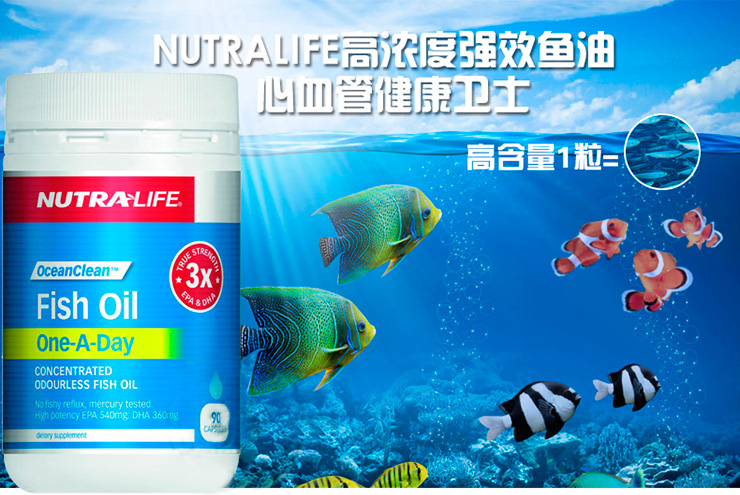 NUTRALIFE高浓度强效鱼油
心血管健康卫士
高含量1粒=
NUTRALIFE
OceanClean™
TRUE STRENGTH
3x
EPA & DHA
Fish Oil
One-A-Day
CONCENTRATED
ODOURLESS FISH OIL
No fishy reflux, mercury tested.
High potency EPA 540mg: DHA 360mg
90
CAPSULES
dietary supplement